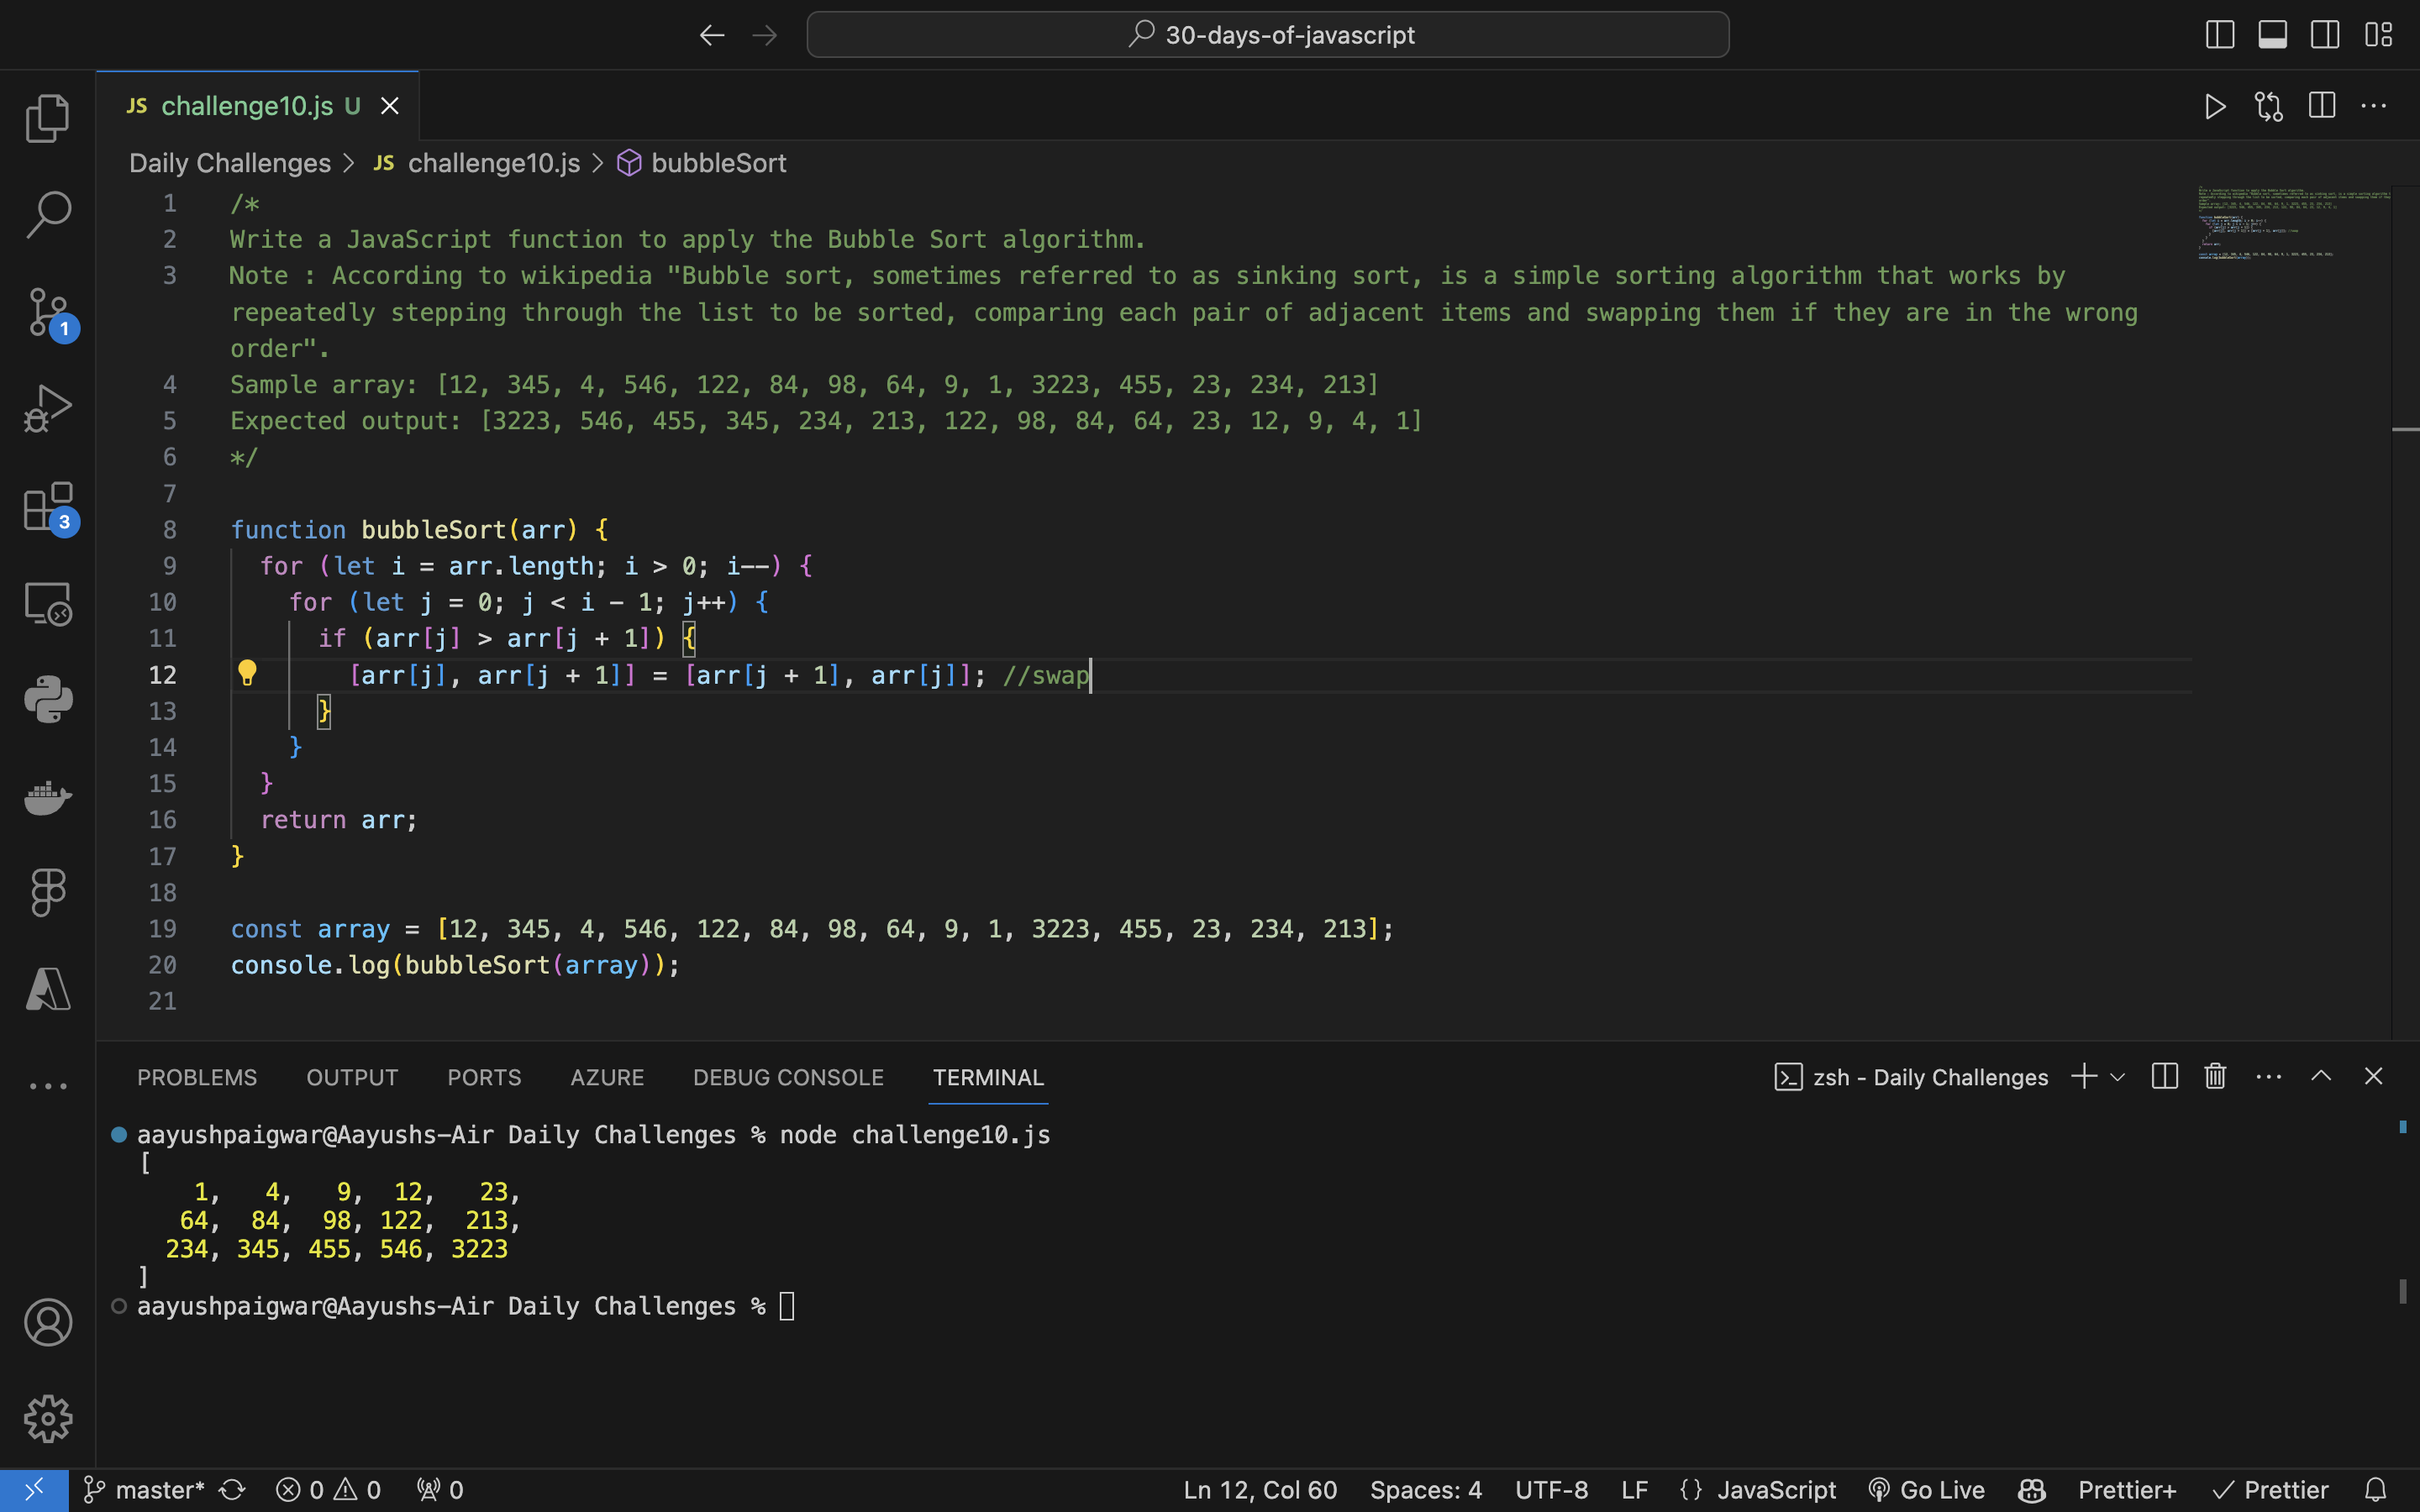 30-days-of-javascript
JS challenge10.js U
Daily Challenges > JS challenge10.js > bubbleSort
1 /*
2 Write a JavaScript function to apply the Bubble Sort algorithm.
3 Note : According to wikipedia "Bubble sort, sometimes referred to as sinking sort, is a simple sorting algorithm that works by
repeatedly stepping through the list to be sorted, comparing each pair of adjacent items and swapping them if they are in the wrong
order".
4 Sample array: [12, 345, 4, 546, 122, 84, 98, 64, 9, 1, 3223, 455, 23, 234, 213]
5 Expected output: [3223, 546, 455, 345, 234, 213, 122, 98, 84, 64, 23, 12, 9, 4, 1]
6 */
7
8 function bubbleSort(arr) {
9 for (let i = arr.length; i > 0; i--) {
10 for (let j = 0; j < i - 1; j++) {
11 if (arr[j] > arr[j + 1]) {
12 [arr[j], arr[j + 1]] = [arr[j + 1], arr[j]]; //swap
13 }
14 }
15 }
16 return arr;
17 }
18
19 const array = [12, 345, 4, 546, 122, 84, 98, 64, 9, 1, 3223, 455, 23, 234, 213];
20 console.log(bubbleSort(array));
21
1
3
PROBLEMS OUTPUT PORTS AZURE DEBUG CONSOLE TERMINAL zsh - Daily Challenges
aayushpaigwar@Aayushs-Air Daily Challenges % node challenge10.js
[
1, 4, 9, 12, 23,
64, 84, 98, 122, 213,
234, 345, 455, 546, 3223
]
aayushpaigwar@Aayushs-Air Daily Challenges %
master* 0 0 0 Ln 12, Col 60 Spaces: 4 UTF-8 LF {} JavaScript Go Live Prettier+ Prettier